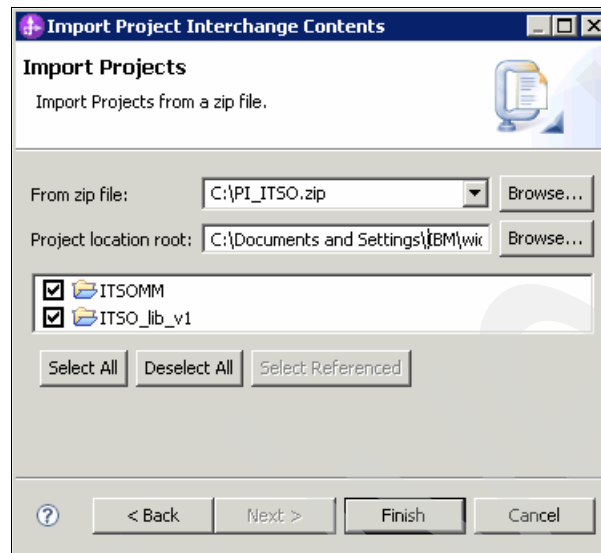 Import Project Interchange Contents
Import Projects
Import Projects from a zip file.
From zip file: C:\PI_ITSO.zip Browse...
Project location root: C:\Documents and Settings\IBM\wid Browse...
ITSOMM
ITSO_lib_v1
Select All Deselect All Select Referenced
? < Back Next > Finish Cancel